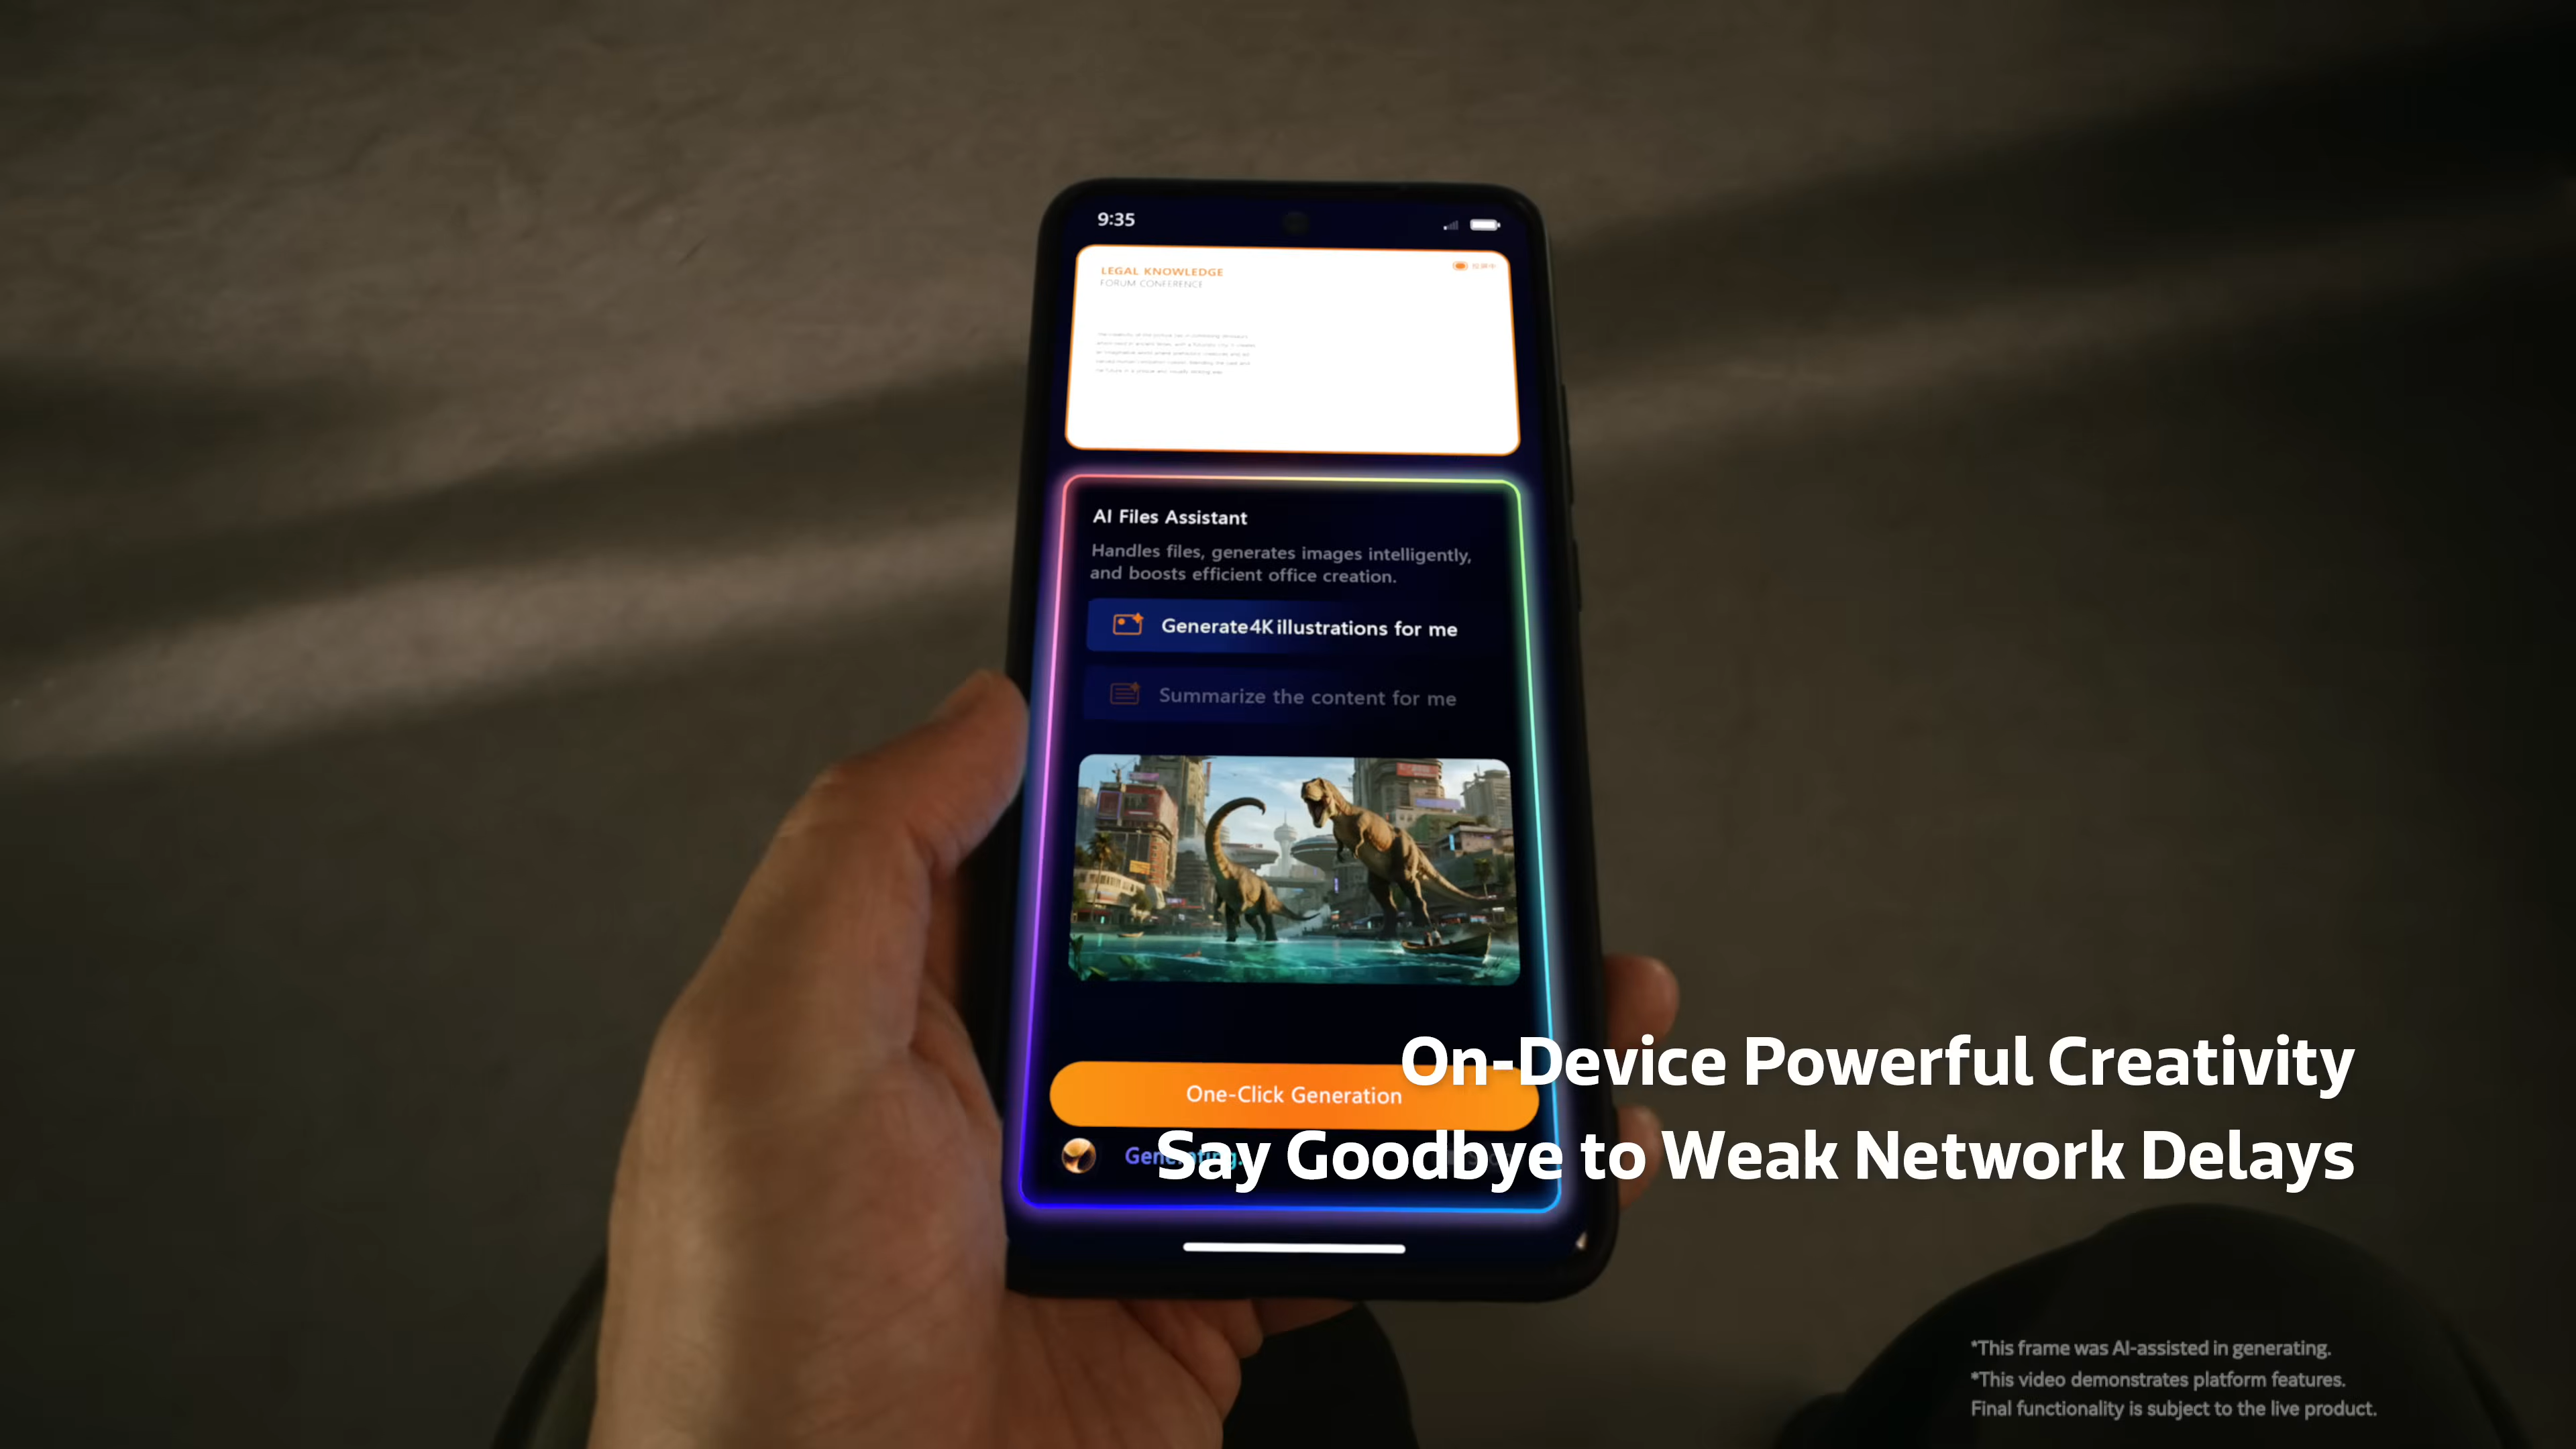 9:35
LEGAL KNOWLEDGE
FORUM CONFERENCE
AI Files Assistant
Handles files, generates images intelligently,
and boosts efficient office creation.
Generate4K illustrations for me
Summarize the content for me
One-Click Generation
On-Device Powerful Creativity
Say Goodbye to Weak Network Delays
*This frame was AI-assisted in generating.
*This video demonstrates platform features.
Final functionality is subject to the live product.